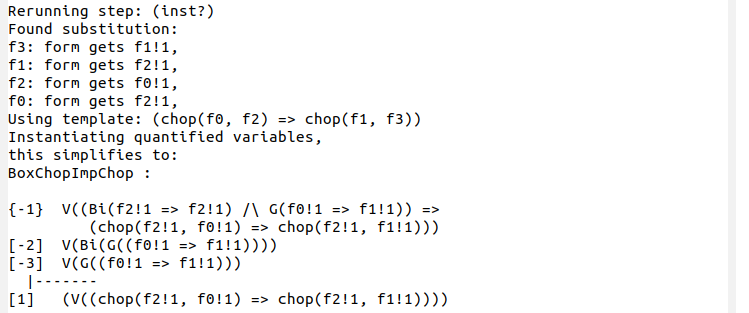 Rerunning step: (inst?)
Found substitution:
f3: form gets f1!1,
f1: form gets f2!1,
f2: form gets f0!1,
f0: form gets f2!1,
Using template: (chop(f0, f2) => chop(f1, f3))
Instantiating quantified variables,
this simplifies to:
BoxChopImpChop :
{-1}  V((Bi(f2!1 => f2!1) /\ G(f0!1 => f1!1)) =>
(chop(f2!1, f0!1) => chop(f2!1, f1!1)))
[-2]  V(Bi(G((f0!1 => f1!1))))
[-3]  V(G((f0!1 => f1!1)))
|-------
[1]   (V((chop(f2!1, f0!1) => chop(f2!1, f1!1))))